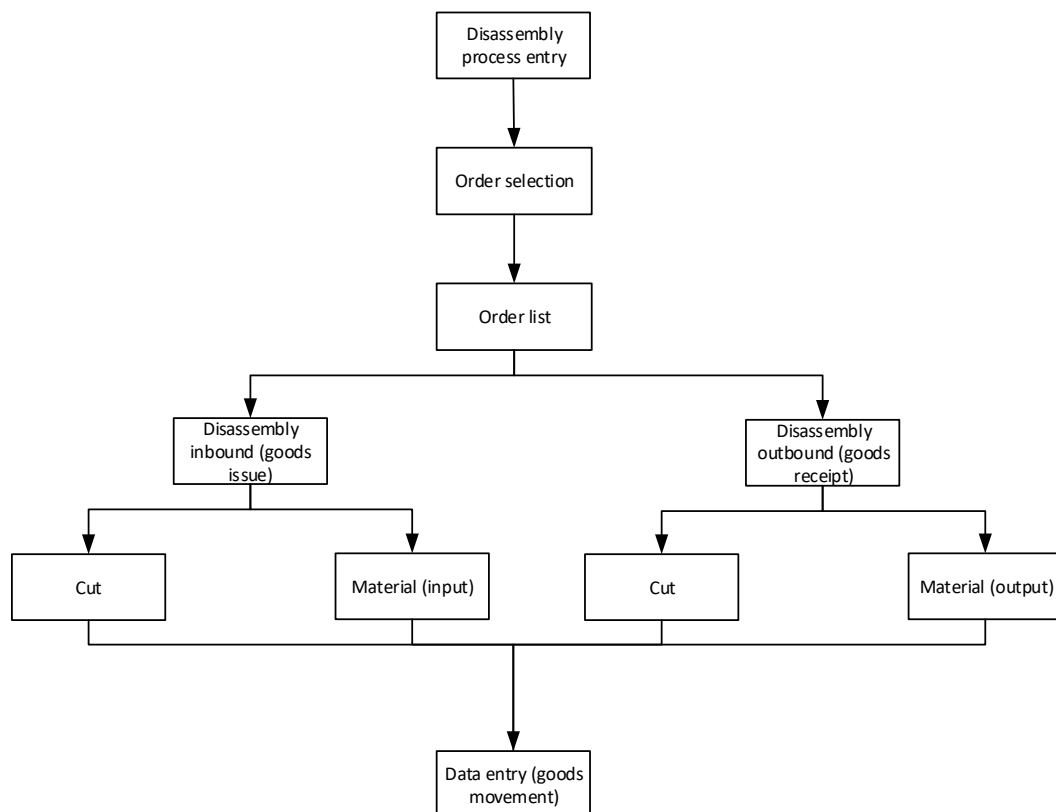 Disassembly
process entry
Order selection
Order list
Disassembly
inbound (goods
issue)
Disassembly
outbound (goods
receipt)
Cut
Material (input)
Cut
Material (output)
Data entry (goods
movement)